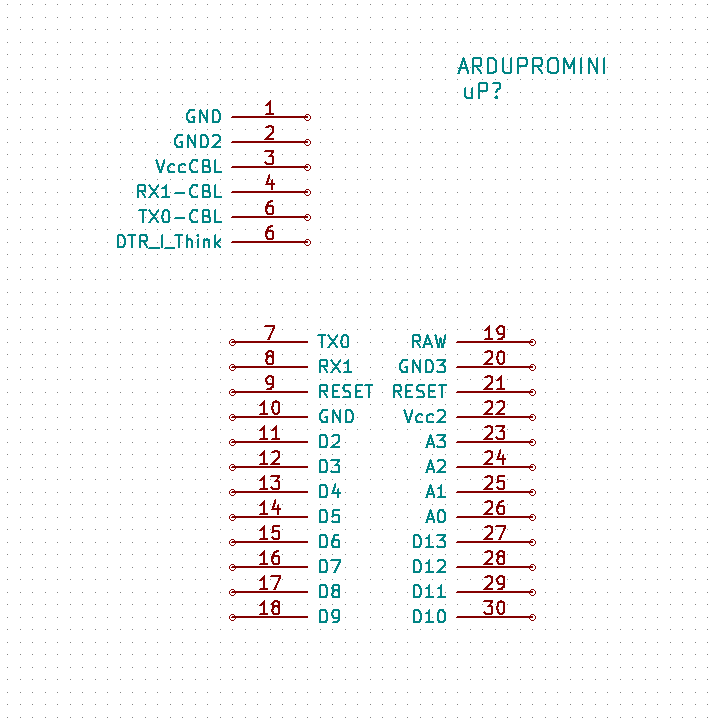 ARDUPROMINI
uP?
GND 1
GND2 2
VccCBL 3
RX1-CBL 4
TX0-CBL 6
DTR_I_Think 6
7 TX0 RAW 19
8 RX1 GND3 20
9 RESET RESET 21
10 GND Vcc2 22
11 D2 A3 23
12 D3 A2 24
13 D4 A1 25
14 D5 A0 26
15 D6 D13 27
16 D7 D12 28
17 D8 D11 29
18 D9 D10 30